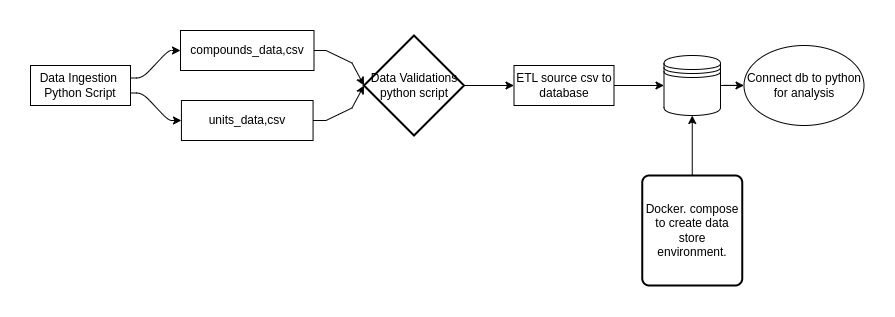 Data Ingestion
Python Script
compounds_data,csv
units_data,csv
Data Validations
python script
ETL source csv to
database
Connect db to python
for analysis
Docker. compose
to create data
store
environment.